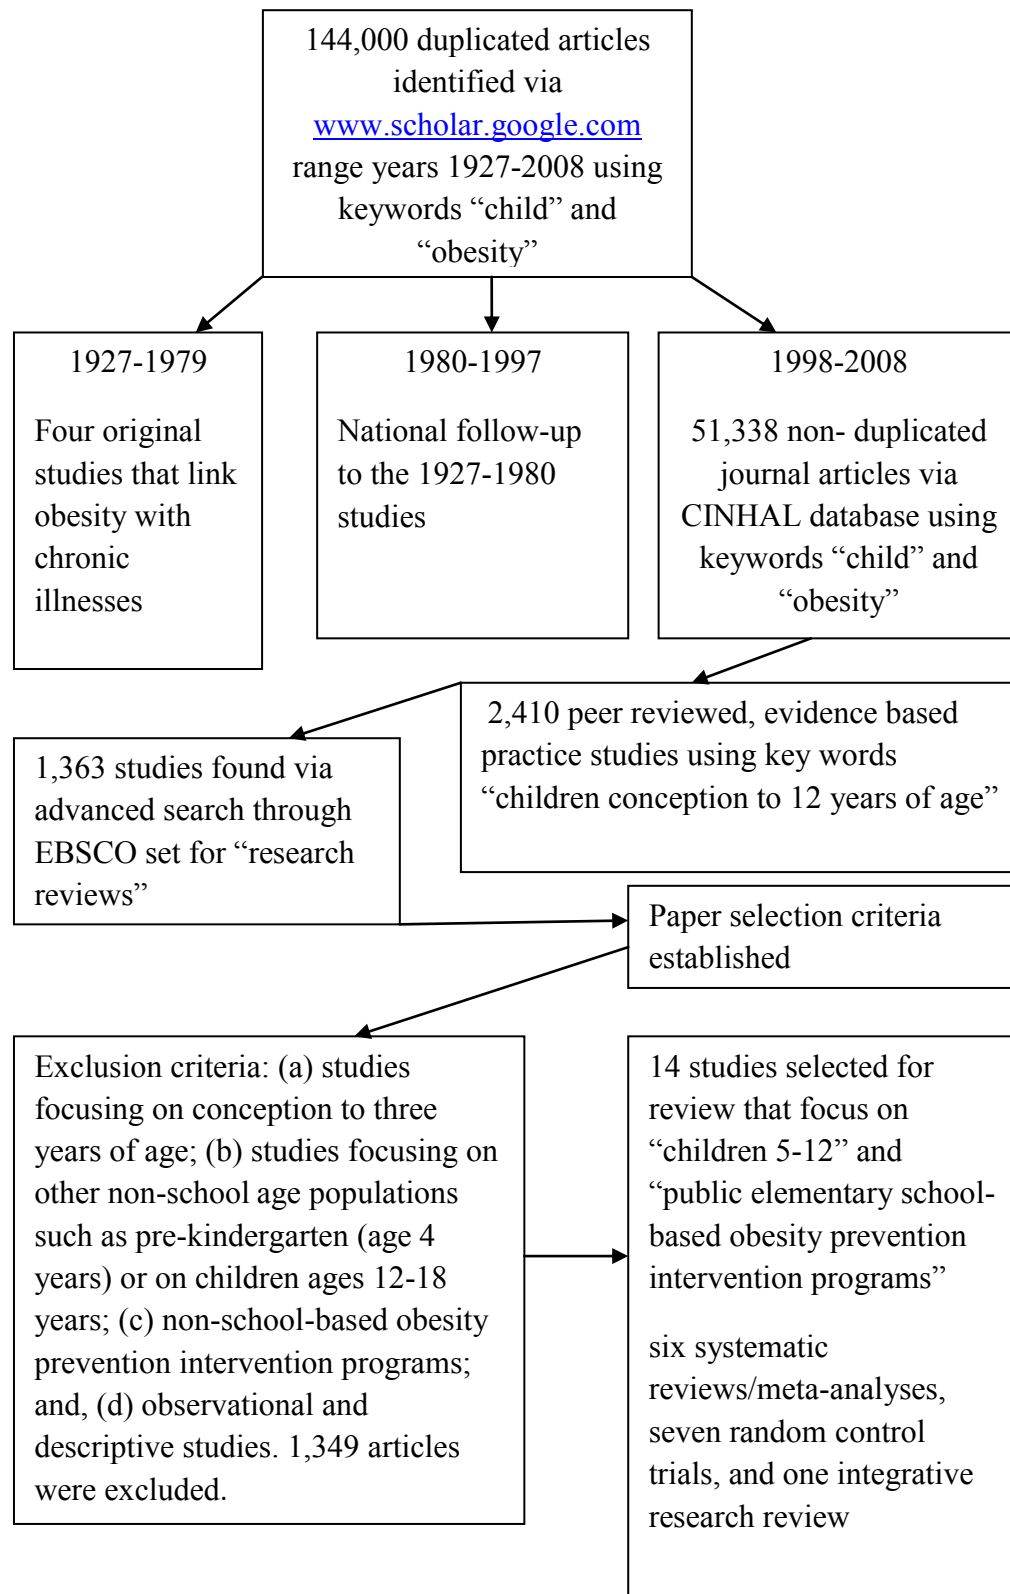 144,000 duplicated articles
identified via
www.scholar.google.com
range years 1927-2008 using
keywords “child” and
“obesity”
1927-1979
Four original
studies that link
obesity with
chronic
illnesses
1980-1997
National follow-up
to the 1927-1980
studies
1998-2008
51,338 non- duplicated
journal articles via
CINHAL database using
keywords “child” and
“obesity”
2,410 peer reviewed, evidence based
practice studies using key words
“children conception to 12 years of age”
1,363 studies found via
advanced search through
EBSCO set for “research
reviews”
Paper selection criteria
established
Exclusion criteria: (a) studies
focusing on conception to three
years of age; (b) studies focusing on
other non-school age populations
such as pre-kindergarten (age 4
years) or on children ages 12-18
years; (c) non-school-based obesity
prevention intervention programs;
and, (d) observational and
descriptive studies. 1,349 articles
were excluded.
14 studies selected for
review that focus on
“children 5-12” and
“public elementary school-
based obesity prevention
intervention programs”
six systematic
reviews/meta-analyses,
seven random control
trials, and one integrative
research review